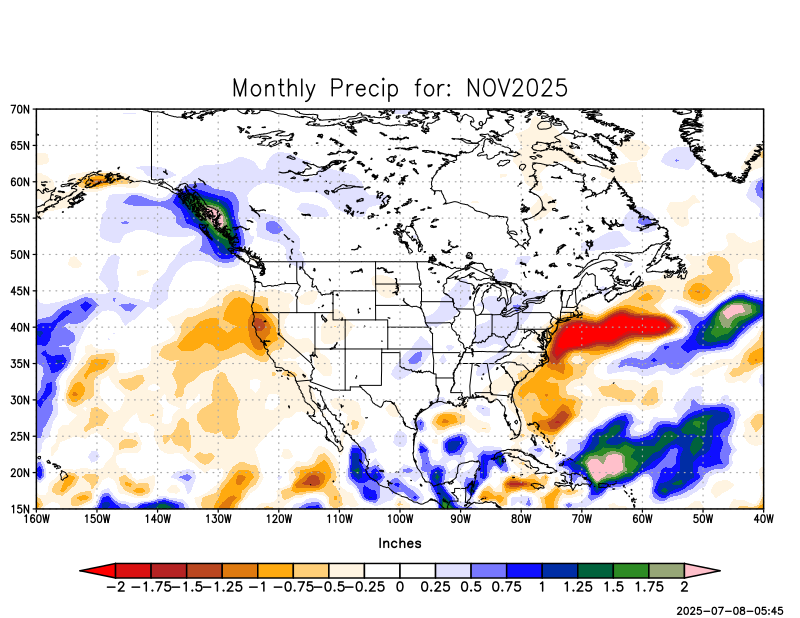 Monthly Precip for: NOV2025
70N
65N
60N
55N
50N
45N
40N
35N
30N
25N
20N
15N
160W 150W 140W 130W 120W 110W 100W 90W 80W 70W 60W 50W 40W
Inches
−2 −1.75−1.5−1.25 −1 −0.75−0.5−0.25 0 0.25 0.5 0.75 1 1.25 1.5 1.75 2
2025-07-08-05:45